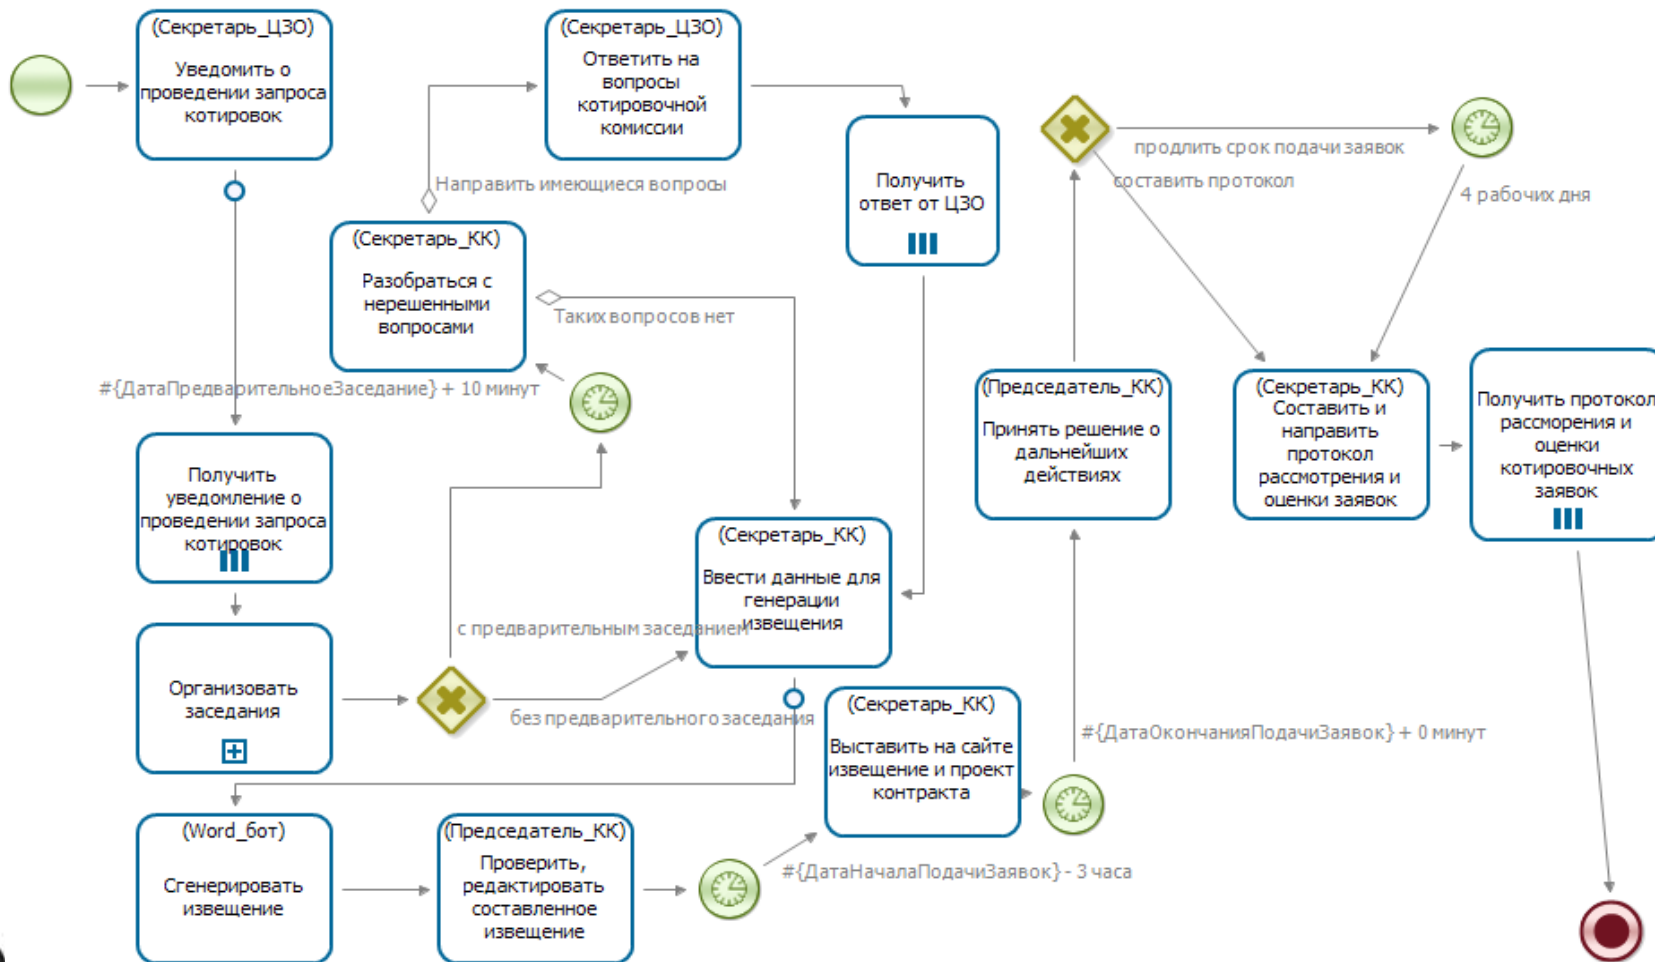 (Секретарь_ЦЗО)
Уведомить о
проведении запроса
котировок
(Секретарь_ЦЗО)
Ответить на
вопросы
котировочной
комиссии
Получить
ответ от ЦЗО
продлить срок подачи заявок
составить протокол
4 рабочих дня
Направить имеющиеся вопросы
(Секретарь_КК)
Разобраться с
нерешенными
вопросами
Таких вопросов нет
#{ДатаПредварительноеЗаседание} + 10 минут
(Председатель_КК)
Принять решение о
дальнейших
действиях
(Секретарь_КК)
Составить и
направить
протокол
рассмотрения и
оценки заявок
Получить протокол
рассморения и
оценки
котировочных
заявок
Получить
уведомление о
проведении запроса
котировок
(Секретарь_КК)
Ввести данные для
генерации
извещения
с предварительным заседанием
без предварительного заседания
Организовать
заседания
(Секретарь_КК)
Выставить на сайте
извещение и проект
контракта
#{ДатаОкончанияПодачиЗаявок} + 0 минут
(Word_бот)
Сгенерировать
извещение
(Председатель_КК)
Проверить,
редактировать
составленное
извещение
#{ДатаНачалаПодачиЗаявок} - 3 часа